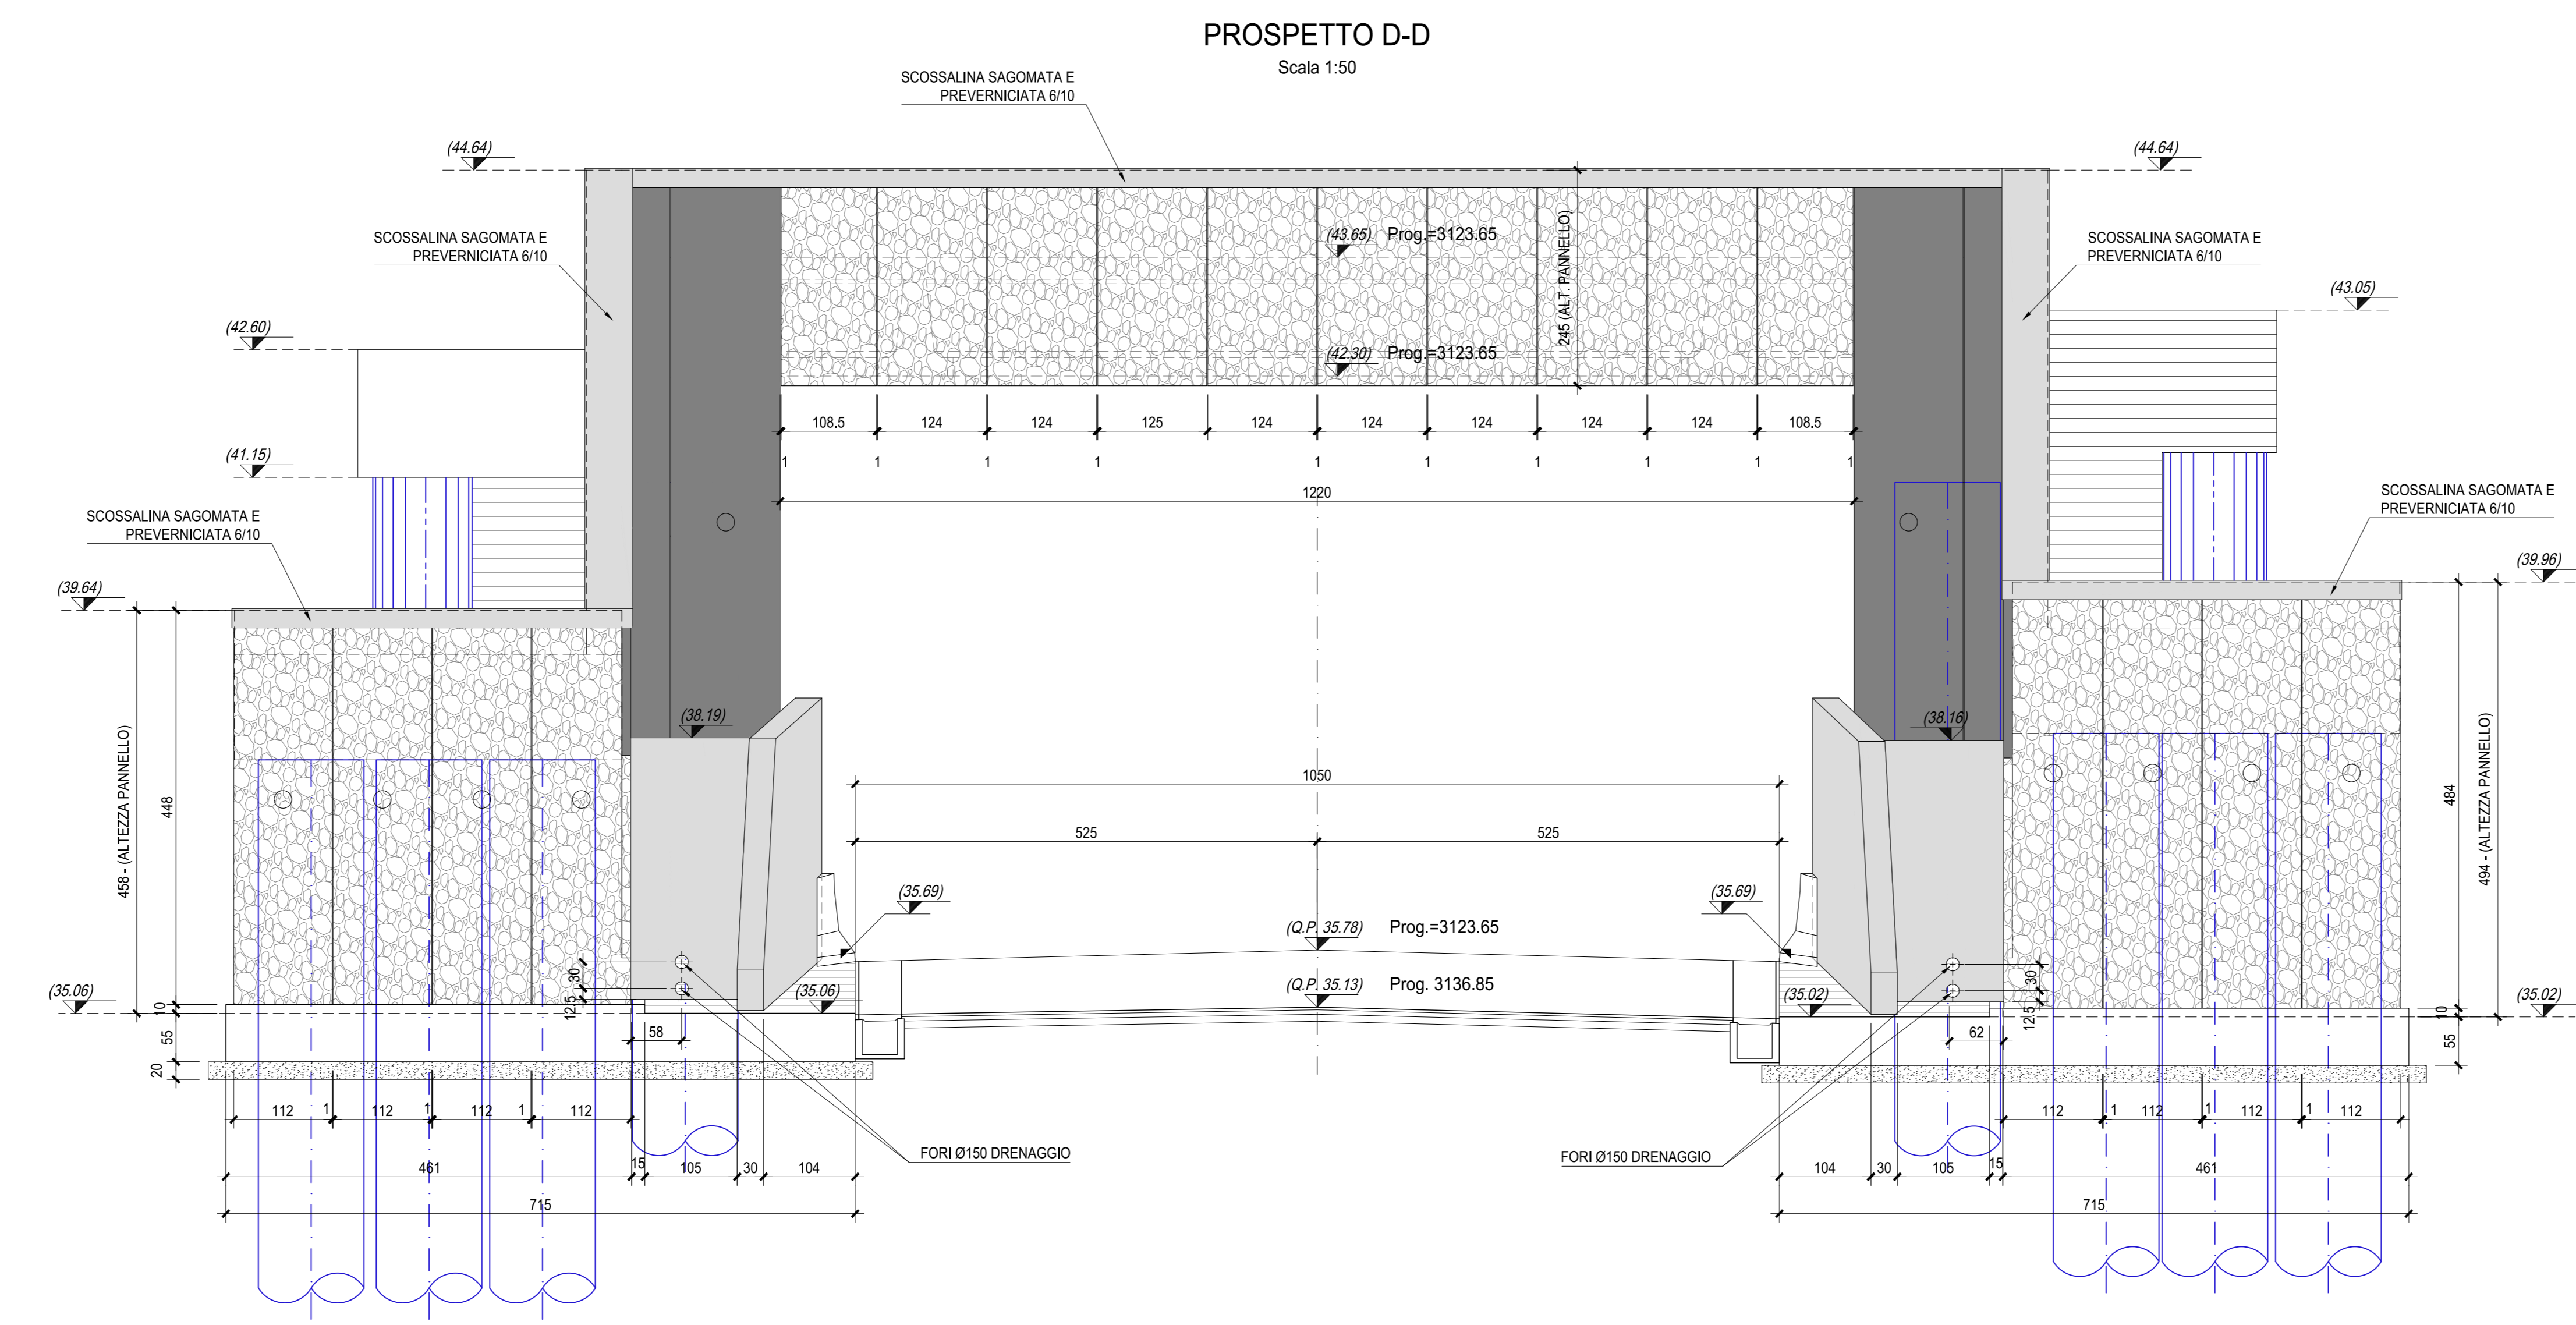 PROSPETTO D-D
Scala 1:50
SCOSSALINA SAGOMATA E
PREVERNICIATA 6/10
(44.64)
(44.64)
SCOSSALINA SAGOMATA E
PREVERNICIATA 6/10
(43.65) Prog.=3123.65
245 (ALT. PANNELLO)
SCOSSALINA SAGOMATA E
PREVERNICIATA 6/10
(43.05)
(42.60)
(42.30) Prog.=3123.65
108.5 124 124 125 124 124 124 124 124 108.5
(41.15)
1 1 1 1 1 1 1 1 1 1
1220
SCOSSALINA SAGOMATA E
PREVERNICIATA 6/10
SCOSSALINA SAGOMATA E
PREVERNICIATA 6/10
(39.64)
(39.96)
(38.19)
(38.16)
458 - (ALTEZZA PANNELLO)
448
484
494 - (ALTEZZA PANNELLO)
1050
525 525
(35.69)
(35.69)
(Q.P. 35.78) Prog.=3123.65
30
30
(Q.P. 35.13) Prog. 3136.85
(35.06)
10
12.5
(35.06)
(35.02)
12.5
10
(35.02)
55
58
62
55
20
112 1 112 1 112 1 112
112 1 112 1 112 1 112
FORI Ø150 DRENAGGIO
FORI Ø150 DRENAGGIO
461 15 105 30 104
104 30 105 15 461
715
715